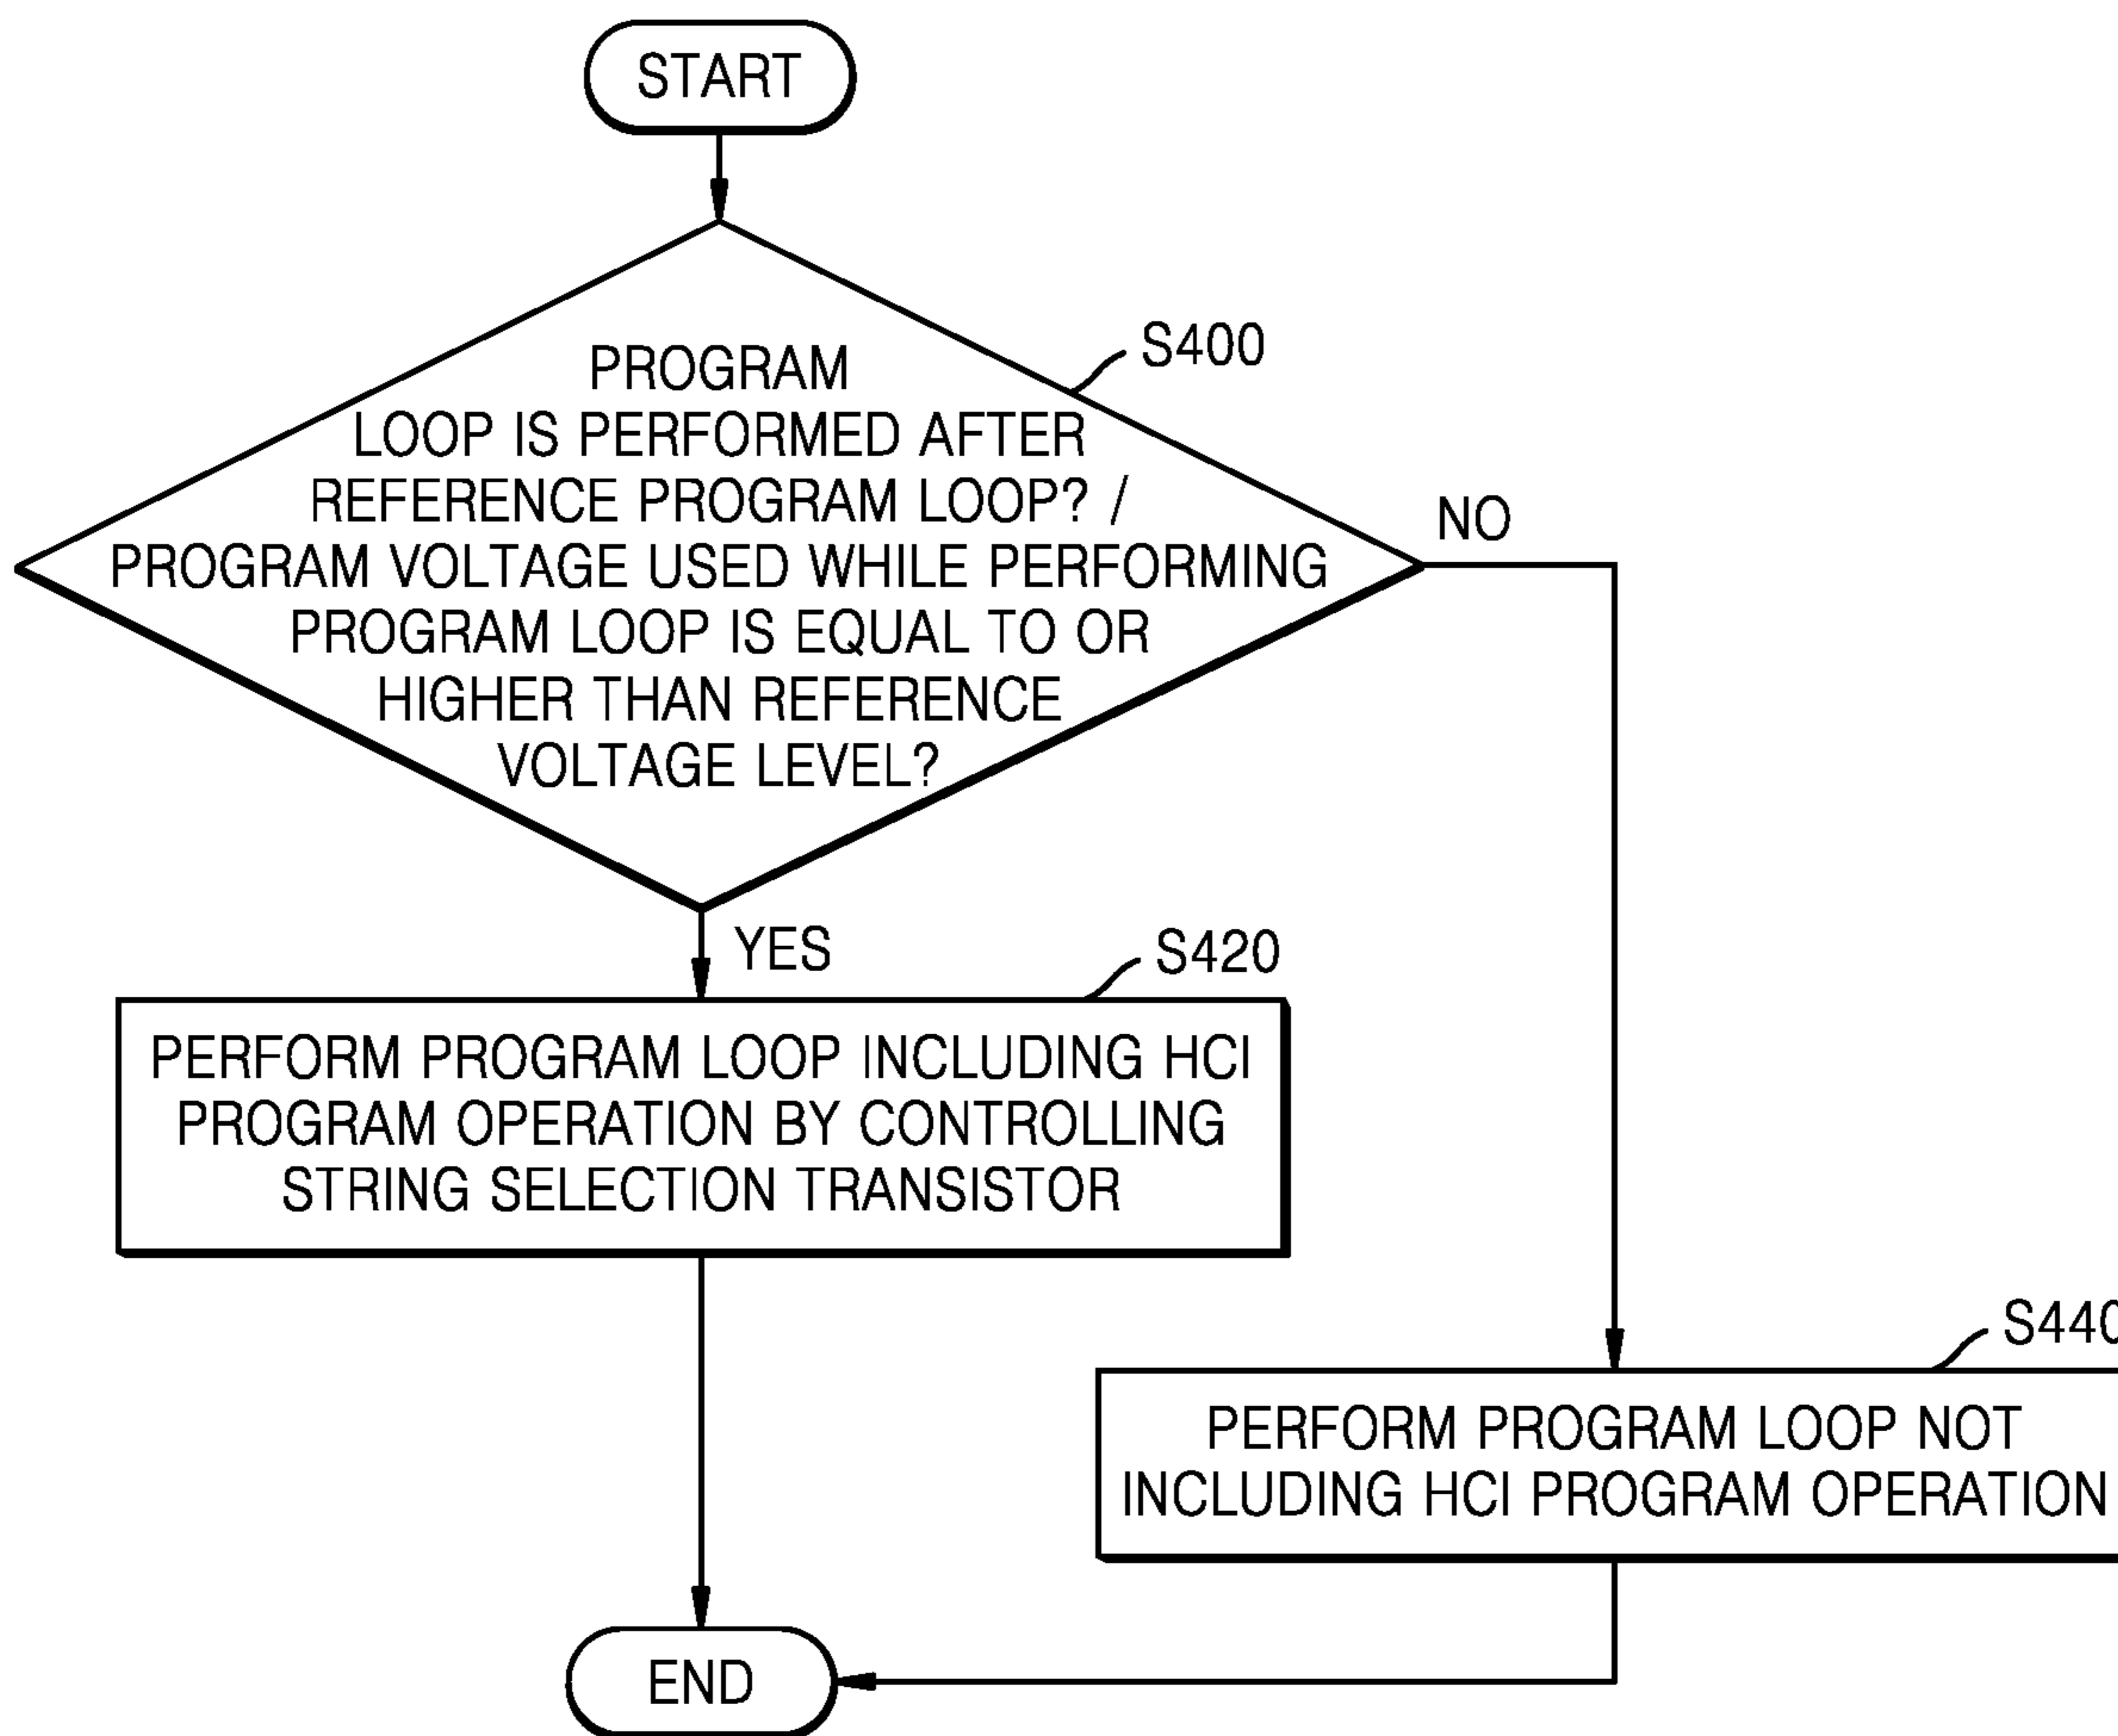 START
S400
PROGRAM
LOOP IS PERFORMED AFTER
REFERENCE PROGRAM LOOP? /
PROGRAM VOLTAGE USED WHILE PERFORMING
PROGRAM LOOP IS EQUAL TO OR
HIGHER THAN REFERENCE
VOLTAGE LEVEL?
NO
YES
S420
PERFORM PROGRAM LOOP INCLUDING HCI
PROGRAM OPERATION BY CONTROLLING
STRING SELECTION TRANSISTOR
S440
PERFORM PROGRAM LOOP NOT
INCLUDING HCI PROGRAM OPERATION
END